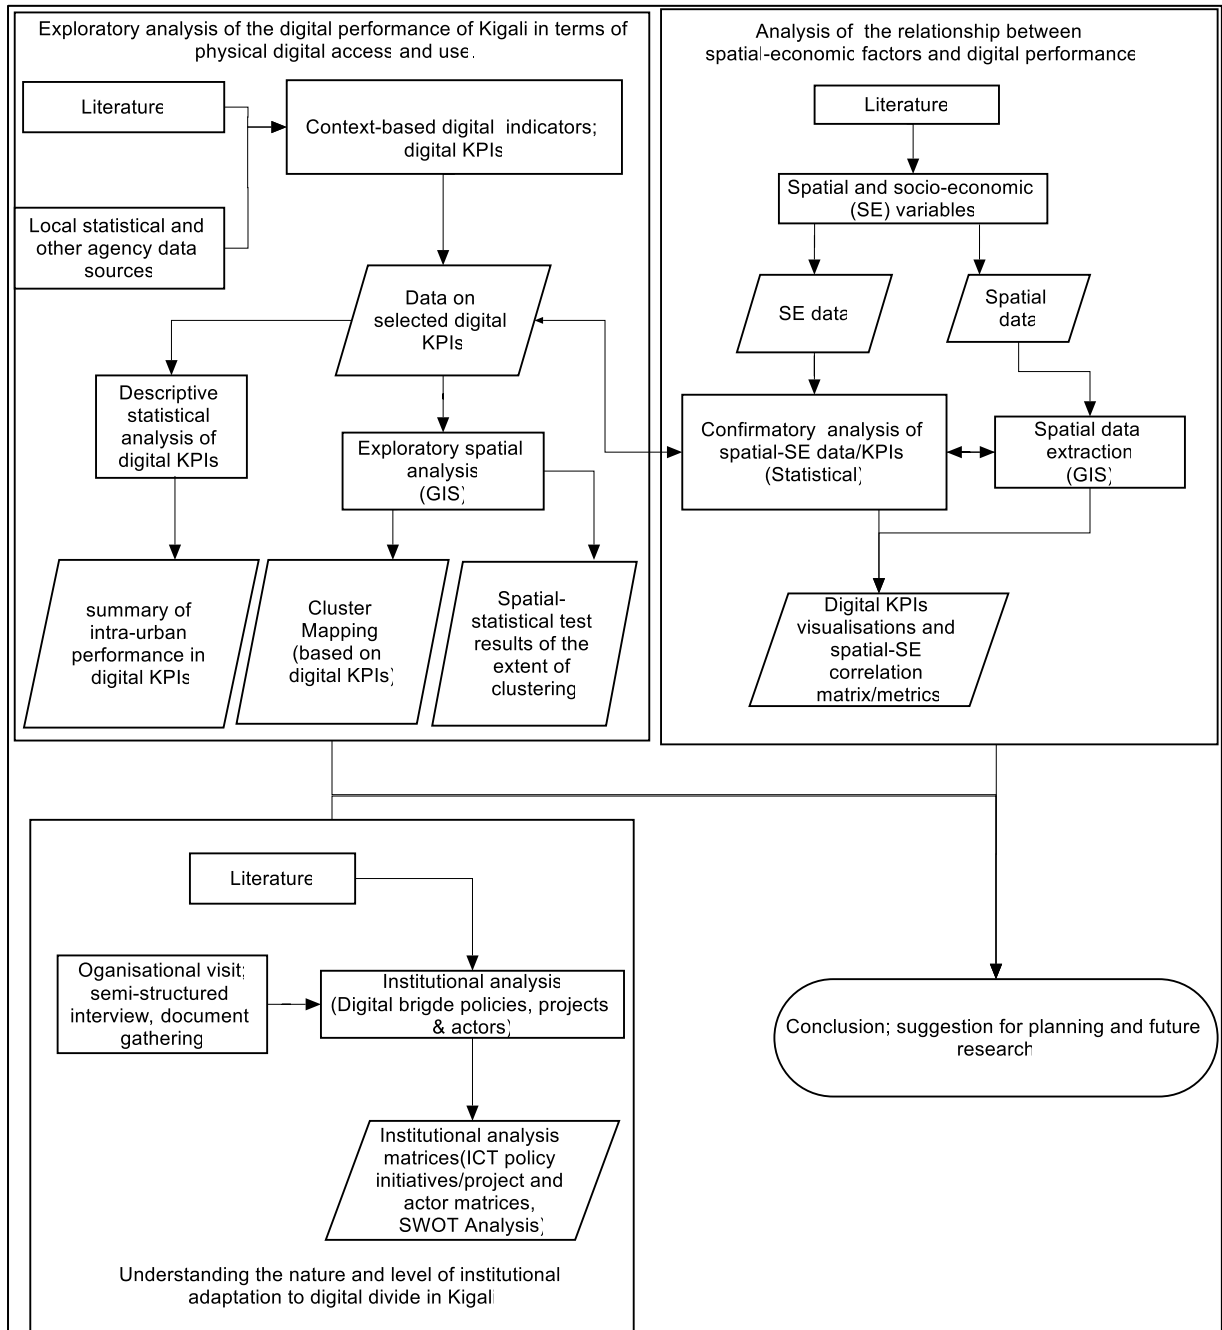 Exploratory analysis of the digital performance of Kigali in terms of
physical digital access and use.
Literature
Context-based digital indicators;
digital KPIs
Local statistical and
other agency data
sources
Data on
selected digital
KPIs
Descriptive
statistical
analysis of
digital KPIs
Exploratory spatial
analysis
(GIS)
summary of
intra-urban
performance in
digital KPIs
Cluster
Mapping
(based on
digital KPIs)
Spatial-
statistical test
results of the
extent of
clustering
Analysis of the relationship between
spatial-economic factors and digital performance
Literature
Spatial and socio-economic
(SE) variables
SE data
Spatial
data
Confirmatory analysis of
spatial-SE data/KPIs
(Statistical)
Spatial data
extraction
(GIS)
Digital KPIs
visualisations and
spatial-SE
correlation
matrix/metrics
Literature
Oganisational visit;
semi-structured
interview, document
gathering
Institutional analysis
(Digital brigde policies, projects
& actors)
Institutional analysis
matrices(ICT policy
initiatives/project and
actor matrices,
SWOT Analysis)
Understanding the nature and level of institutional
adaptation to digital divide in Kigali
Conclusion; suggestion for planning and future
research